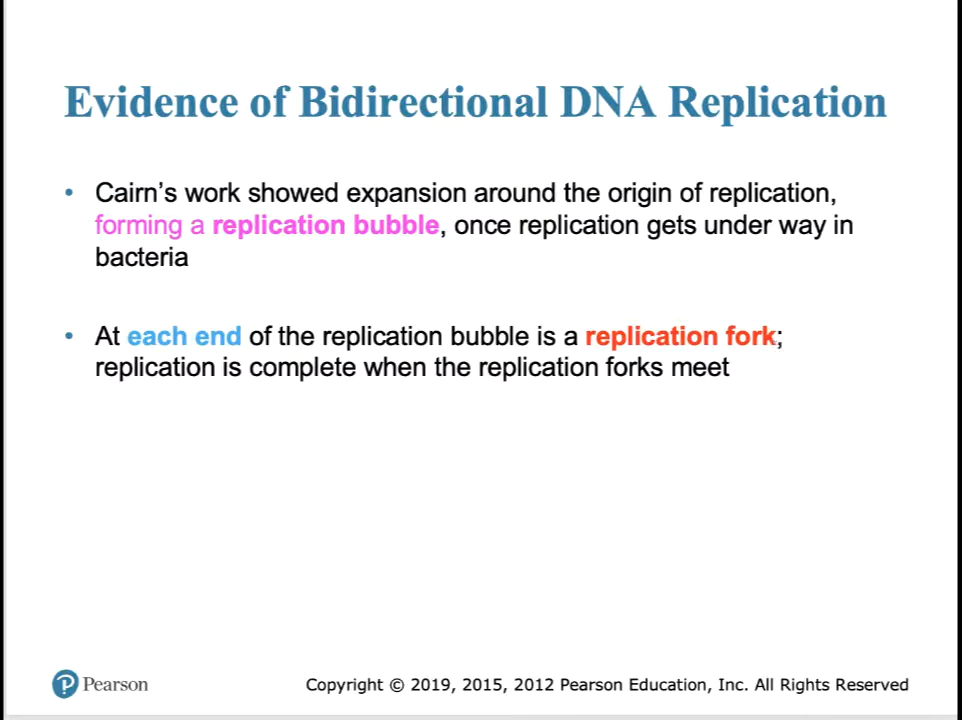 Evidence of Bidirectional DNA Replication
• Cairn’s work showed expansion around the origin of replication,
forming a replication bubble, once replication gets under way in
bacteria
• At each end of the replication bubble is a replication fork;
replication is complete when the replication forks meet
Pearson
Copyright © 2019, 2015, 2012 Pearson Education, Inc. All Rights Reserved